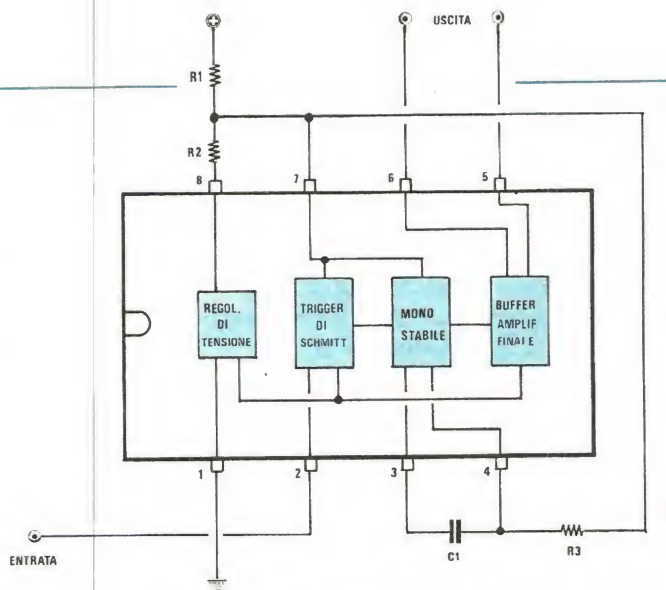 USCITA
R1
R2
8 7 6 5
REGOL.
DI
TENSIONE
TRIGGER
DI
SCHMITT
MONO
STABILE
BUFFER
AMPLIF
FINALE
1 2 3 4
ENTRATA
C1
R3